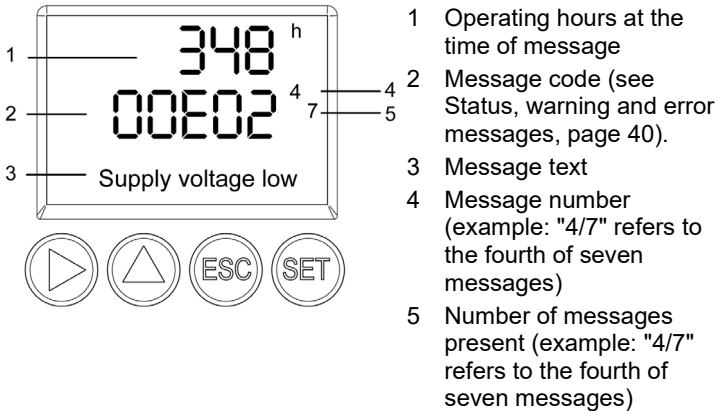 348 h
1
00E02 4
7
4
5
2
3
Supply voltage low
ESC SET
1 Operating hours at the
time of message
2 Message code (see
Status, warning and error
messages, page 40).
3 Message text
4 Message number
(example: "4/7" refers to
the fourth of seven
messages)
5 Number of messages
present (example: "4/7"
refers to the fourth of
seven messages)